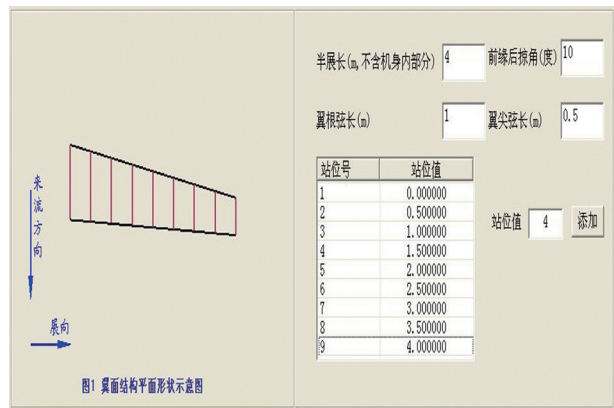 半展长(m,不含机身内部分) 4 前缘后掠角(度) 10
翼根弦长(m) 1 翼尖弦长(m) 0.5
站位号 站位值
1 0.000000
2 0.500000
3 1.000000
4 1.500000
5 2.000000
6 2.500000
7 3.000000
8 3.500000
9 4.000000
站位值 4 添加
来流方向
展向
图1 翼面结构平面形状示意图